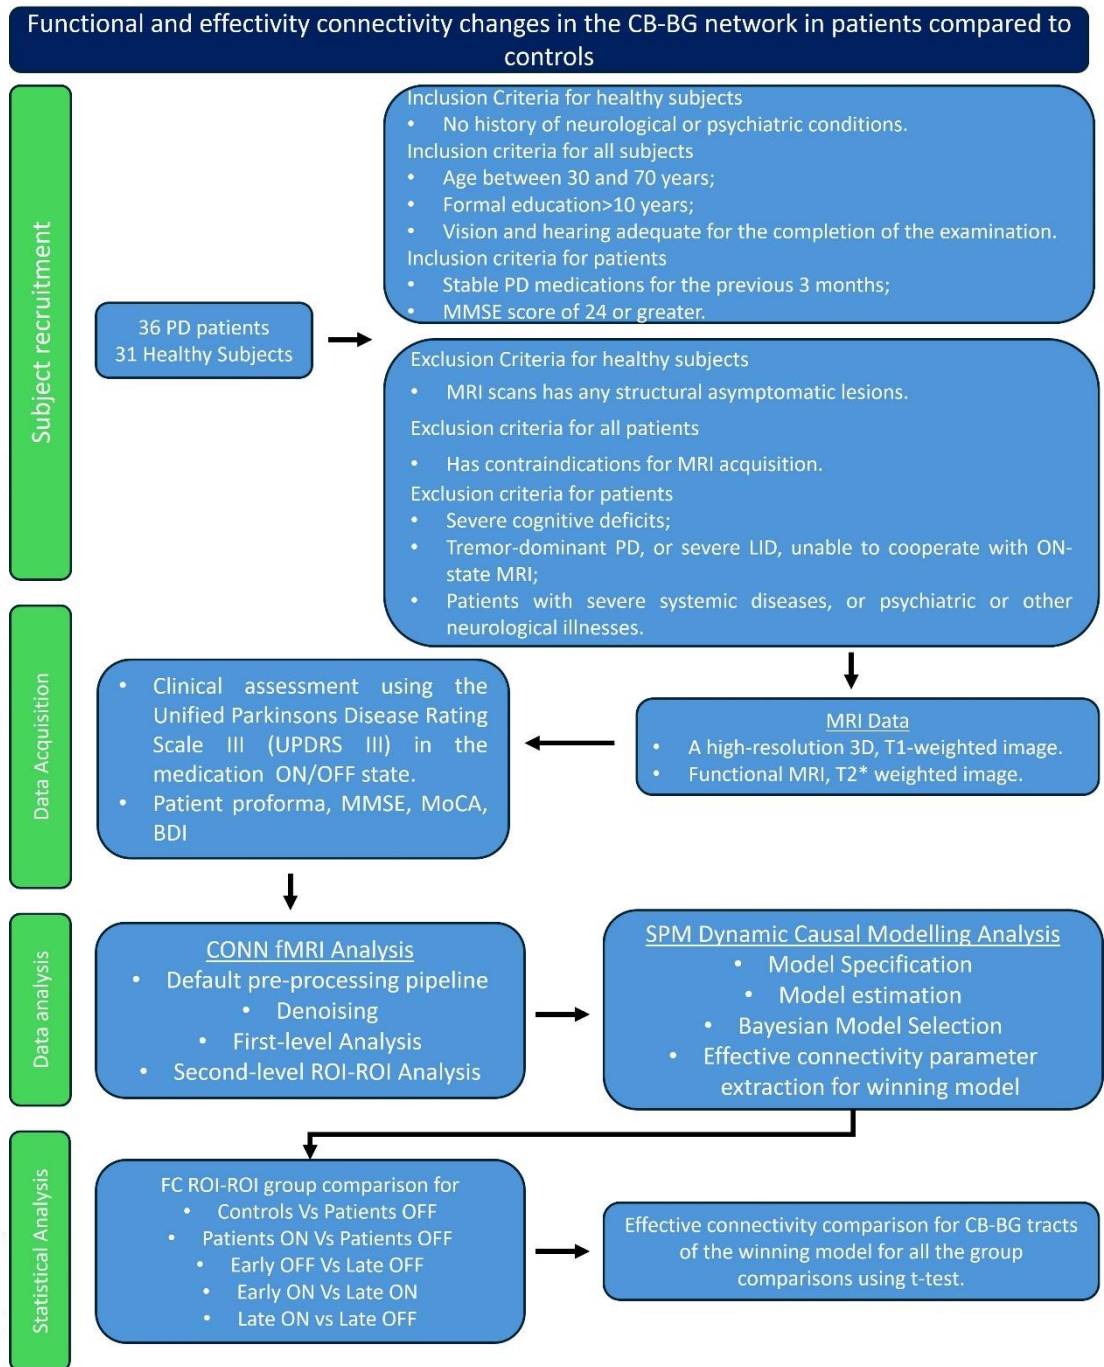 Functional and effectivity connectivity changes in the CB-BG network in patients compared to
controls
Subject recruitment
36 PD patients
31 Healthy Subjects
Inclusion Criteria for healthy subjects
• No history of neurological or psychiatric conditions.
Inclusion criteria for all subjects
• Age between 30 and 70 years;
• Formal education>10 years;
• Vision and hearing adequate for the completion of the examination.
Inclusion criteria for patients
• Stable PD medications for the previous 3 months;
• MMSE score of 24 or greater.
Exclusion Criteria for healthy subjects
• MRI scans has any structural asymptomatic lesions.
Exclusion criteria for all patients
• Has contraindications for MRI acquisition.
Exclusion criteria for patients
• Severe cognitive deficits;
• Tremor-dominant PD, or severe LID, unable to cooperate with ON-
state MRI;
• Patients with severe systemic diseases, or psychiatric or other
neurological illnesses.
Data Acquisition
MRI Data
• A high-resolution 3D, T1-weighted image.
• Functional MRI, T2* weighted image.
• Clinical assessment using the
Unified Parkinsons Disease Rating
Scale III (UPDRS III) in the
medication ON/OFF state.
• Patient proforma, MMSE, MoCA,
BDI
Data analysis
CONN fMRI Analysis
• Default pre-processing pipeline
• Denoising
• First-level Analysis
• Second-level ROI-ROI Analysis
SPM Dynamic Causal Modelling Analysis
• Model Specification
• Model estimation
• Bayesian Model Selection
• Effective connectivity parameter
extraction for winning model
Statistical Analysis
FC ROI-ROI group comparison for
• Controls Vs Patients OFF
• Patients ON Vs Patients OFF
• Early OFF Vs Late OFF
• Early ON Vs Late ON
• Late ON vs Late OFF
Effective connectivity comparison for CB-BG tracts
of the winning model for all the group
comparisons using t-test.